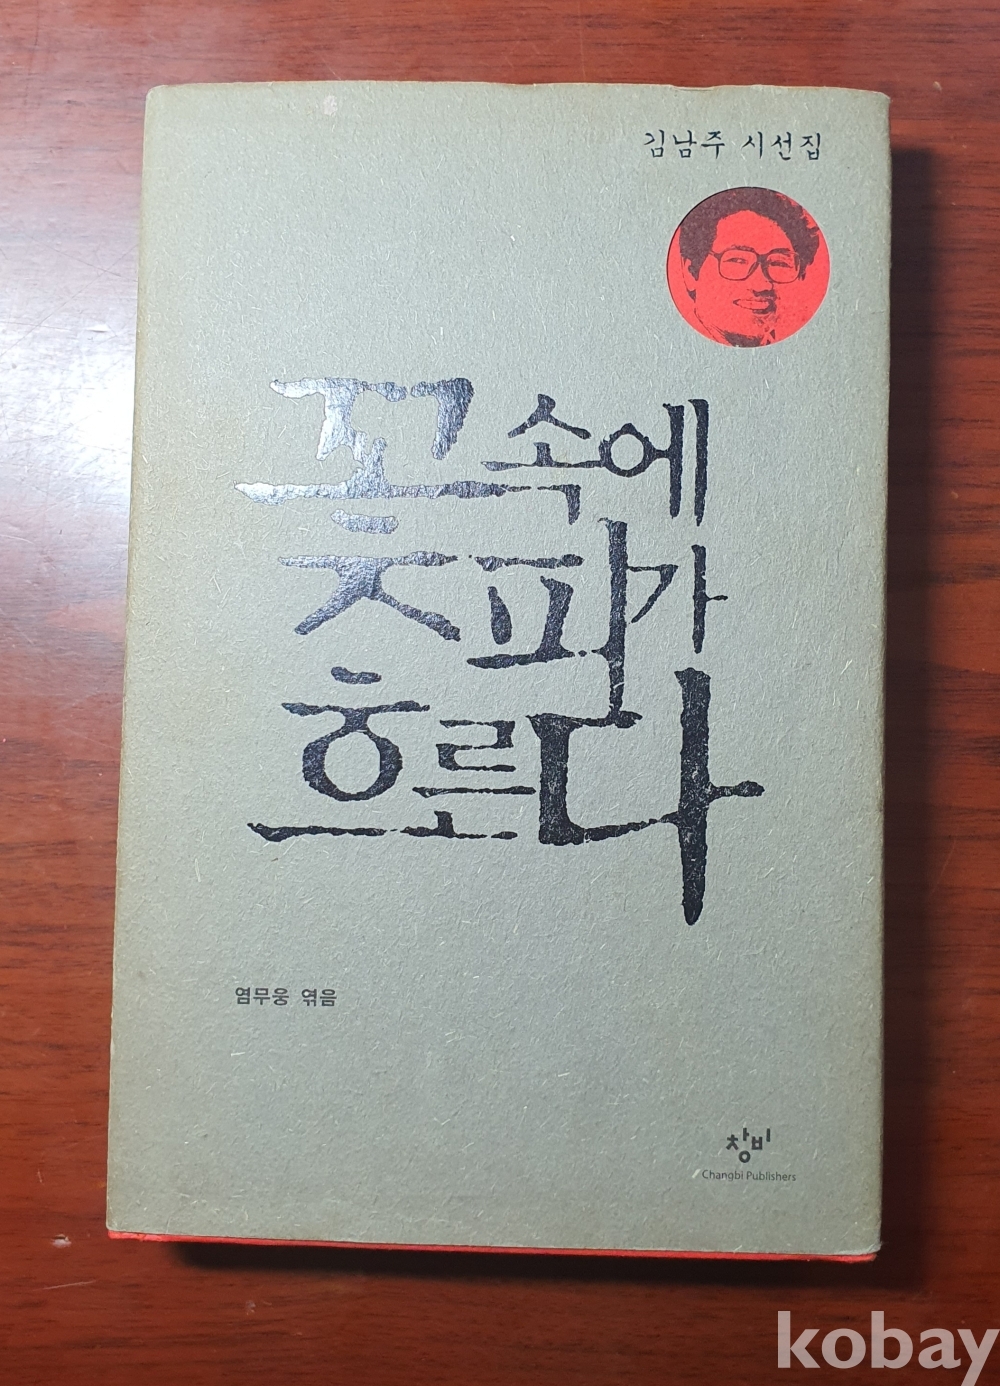 김남주 시선집
꽃 속에
피가
흐른다
염무웅 엮음
창비
Changbi Publishers
kobay